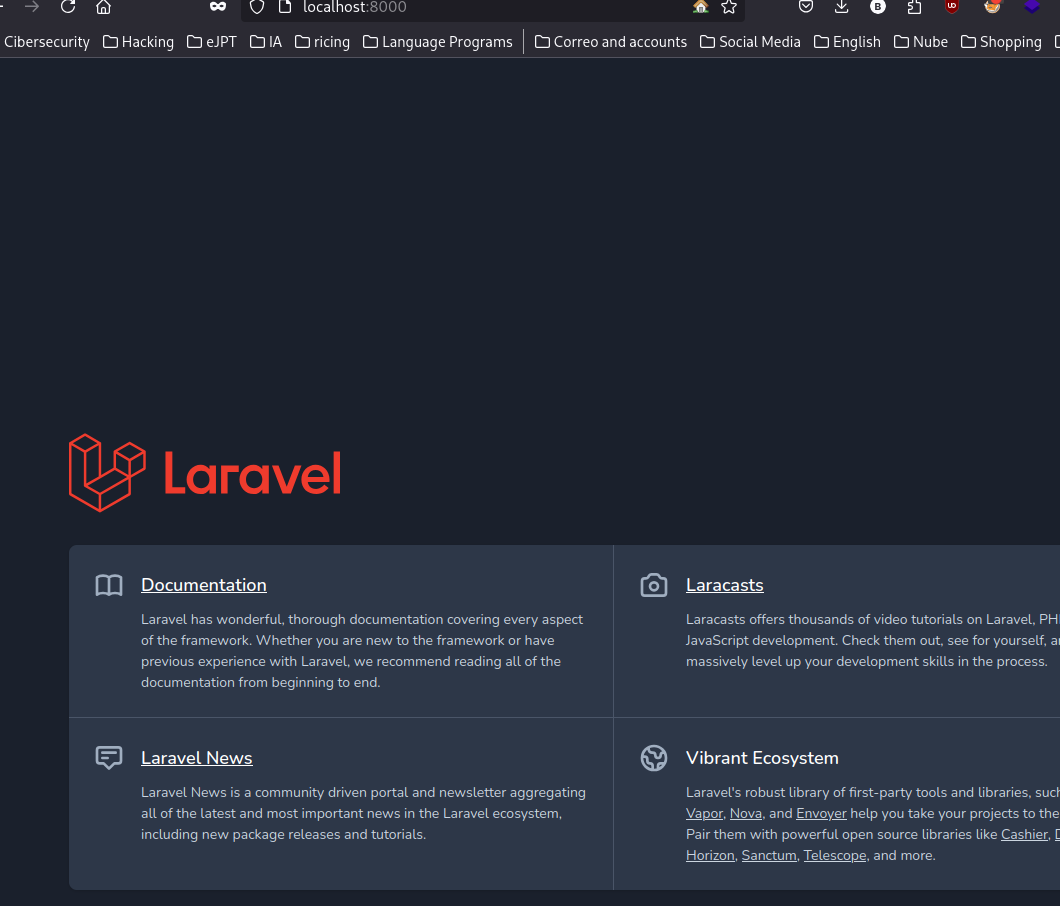 localhost:8000
Cibersecurity Hacking eJPT IA ricing Language Programs Correo and accounts Social Media English Nube Shopping
Laravel
Documentation
Laravel has wonderful, thorough documentation covering every aspect
of the framework. Whether you are new to the framework or have
previous experience with Laravel, we recommend reading all of the
documentation from beginning to end.
Laracasts
Laracasts offers thousands of video tutorials on Laravel,
JavaScript development. Check them out, see for yourself,
massively level up your development skills in the process.
Laravel News
Laravel News is a community driven portal and newsletter aggregating
all of the latest and most important news in the Laravel ecosystem,
including new package releases and tutorials.
Vibrant Ecosystem
Laravel's robust library of first-party tools and libraries,
Vapor, Nova, and Envoyer help you take your projects to the
Pair them with powerful open source libraries like Cashier,
Horizon, Sanctum, Telescope, and more.